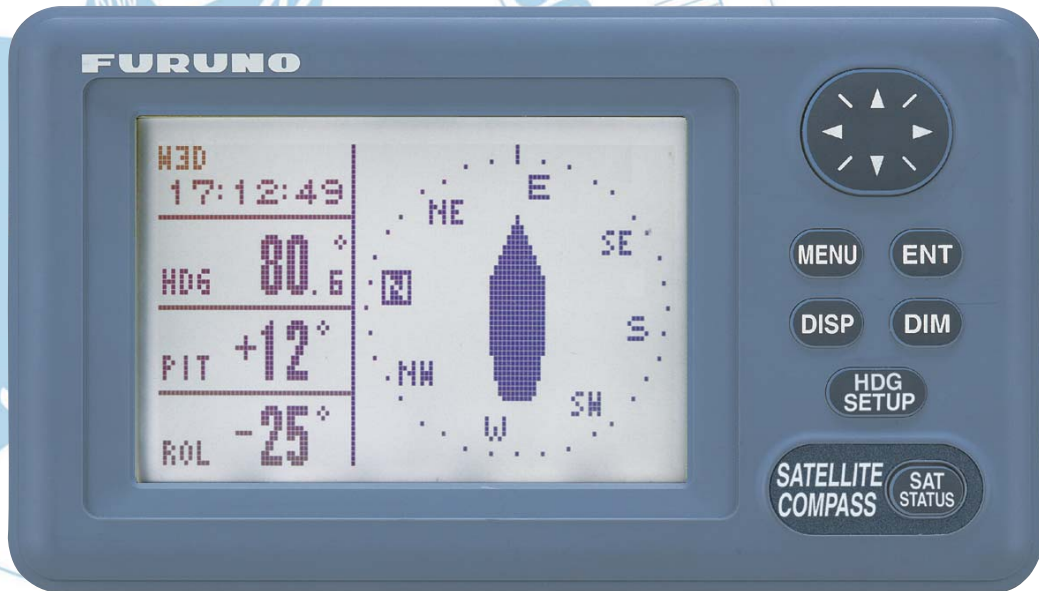 FURUNO
W3D
17:12:49
HDG 80.6°
PIT +12°
ROL -25°
E
NE
SE
N
S
NW
SW
W
MENU
ENT
DISP
DIM
HDG
SETUP
SATELLITE
COMPASS
SAT
STATUS